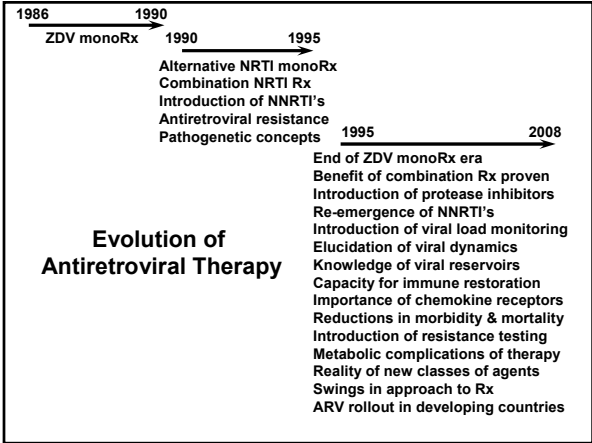 1986 1990
ZDV monoRx
1990 1995
Alternative NRTI monoRx
Combination NRTI Rx
Introduction of NNRTI's
Antiretroviral resistance
Pathogenetic concepts
1995 2008
End of ZDV monoRx era
Benefit of combination Rx proven
Introduction of protease inhibitors
Re-emergence of NNRTI's
Introduction of viral load monitoring
Elucidation of viral dynamics
Knowledge of viral reservoirs
Capacity for immune restoration
Importance of chemokine receptors
Reductions in morbidity & mortality
Introduction of resistance testing
Metabolic complications of therapy
Reality of new classes of agents
Swings in approach to Rx
ARV rollout in developing countries
Evolution of
Antiretroviral Therapy